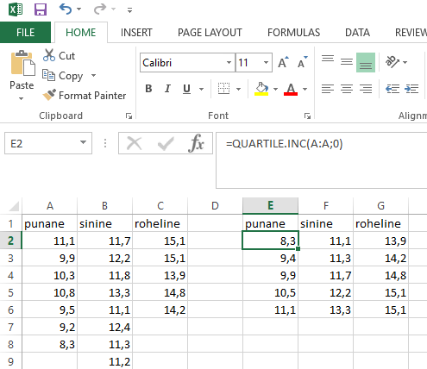 FILE HOME INSERT PAGE LAYOUT FORMULAS DATA REVIEW
Cut
Copy
Format Painter
Paste
Clipboard
Calibri 11
B I U
Font
Alignm
E2 fx =QUARTILE.INC(A:A;0)
A B C D E F G
1 punane sinine roheline punane sinine roheline
2 11,1 11,7 15,1 8,3 11,1 13,9
3 9,9 12,2 15,1 9,4 11,3 14,2
4 10,3 11,8 13,9 9,9 11,7 14,8
5 10,8 13,3 14,8 10,5 12,2 15,1
6 9,5 11,1 14,2 11,1 13,3 15,1
7 9,2 12,4
8 8,3 11,3
9 11,2